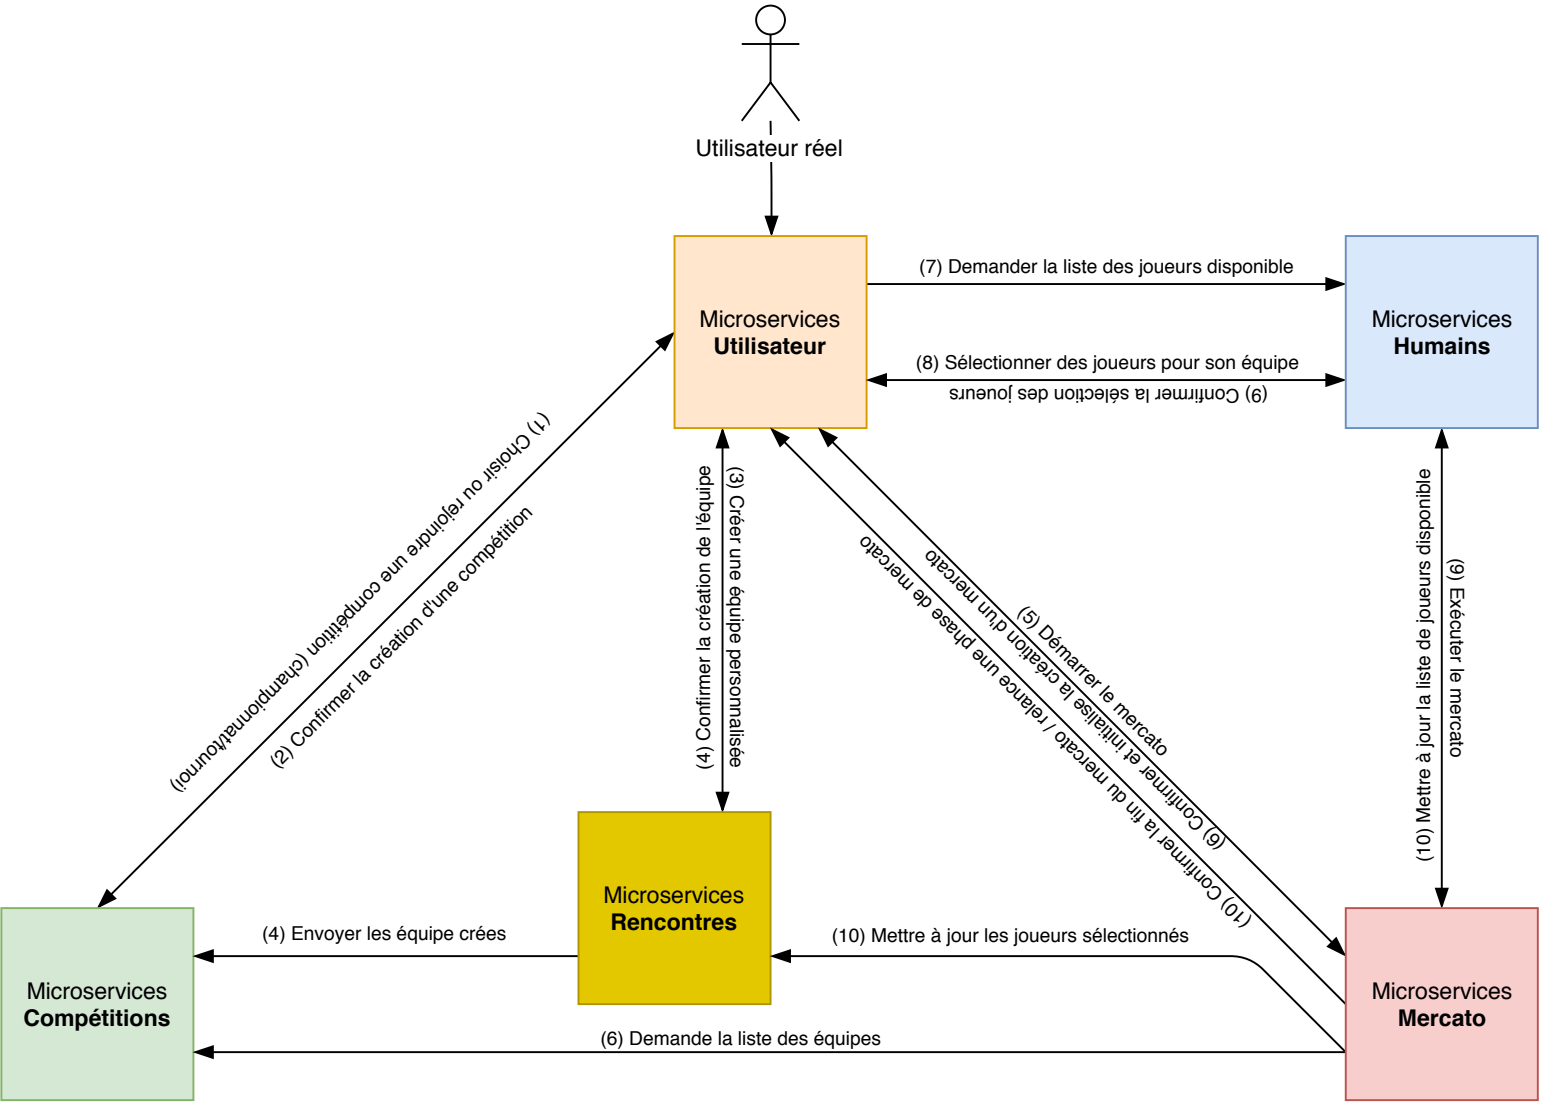 Utilisateur réel
Microservices
Utilisateur
(7) Demander la liste des joueurs disponible
Microservices
Humains
(8) Sélectionner des joueurs pour son équipe
(9) Confirmer la sélection des joueurs
(1) Choisir ou rejoindre une compétition (championnat/tournoi)
(2) Confirmer la création d'une compétition
(4) Confirmer la création de l'équipe
(3) Créer une équipe personnalisée
(5) Démarrer le mercato
(6) Confirmer et initialise la création d'un mercato
(10) Confirmer la fin du mercato / relance une phase de mercato
(10) Mettre à jour la liste de joueurs disponible
(9) Exécuter le mercato
Microservices
Rencontres
(4) Envoyer les équipe crées
(10) Mettre à jour les joueurs sélectionnés
Microservices
Compétitions
Microservices
Mercato
(6) Demande la liste des équipes